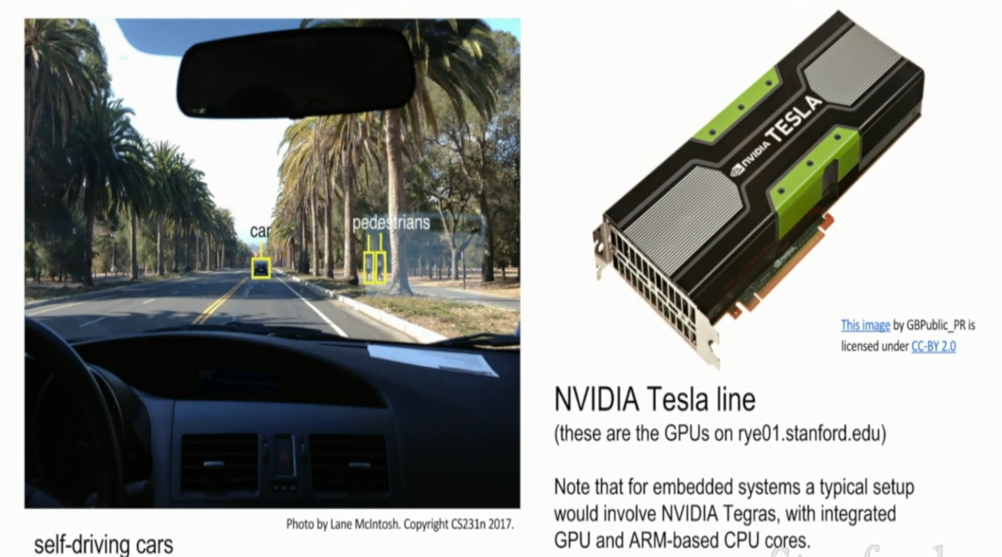 car
pedestrians
NVIDIA TESLA
This image by GBPublic_PR is
licensed under CC-BY 2.0
NVIDIA Tesla line
(these are the GPUs on rye01.stanford.edu)
Note that for embedded systems a typical setup
would involve NVIDIA Tegras, with integrated
GPU and ARM-based CPU cores.
Photo by Lane McIntosh. Copyright CS231n 2017.
self-driving cars